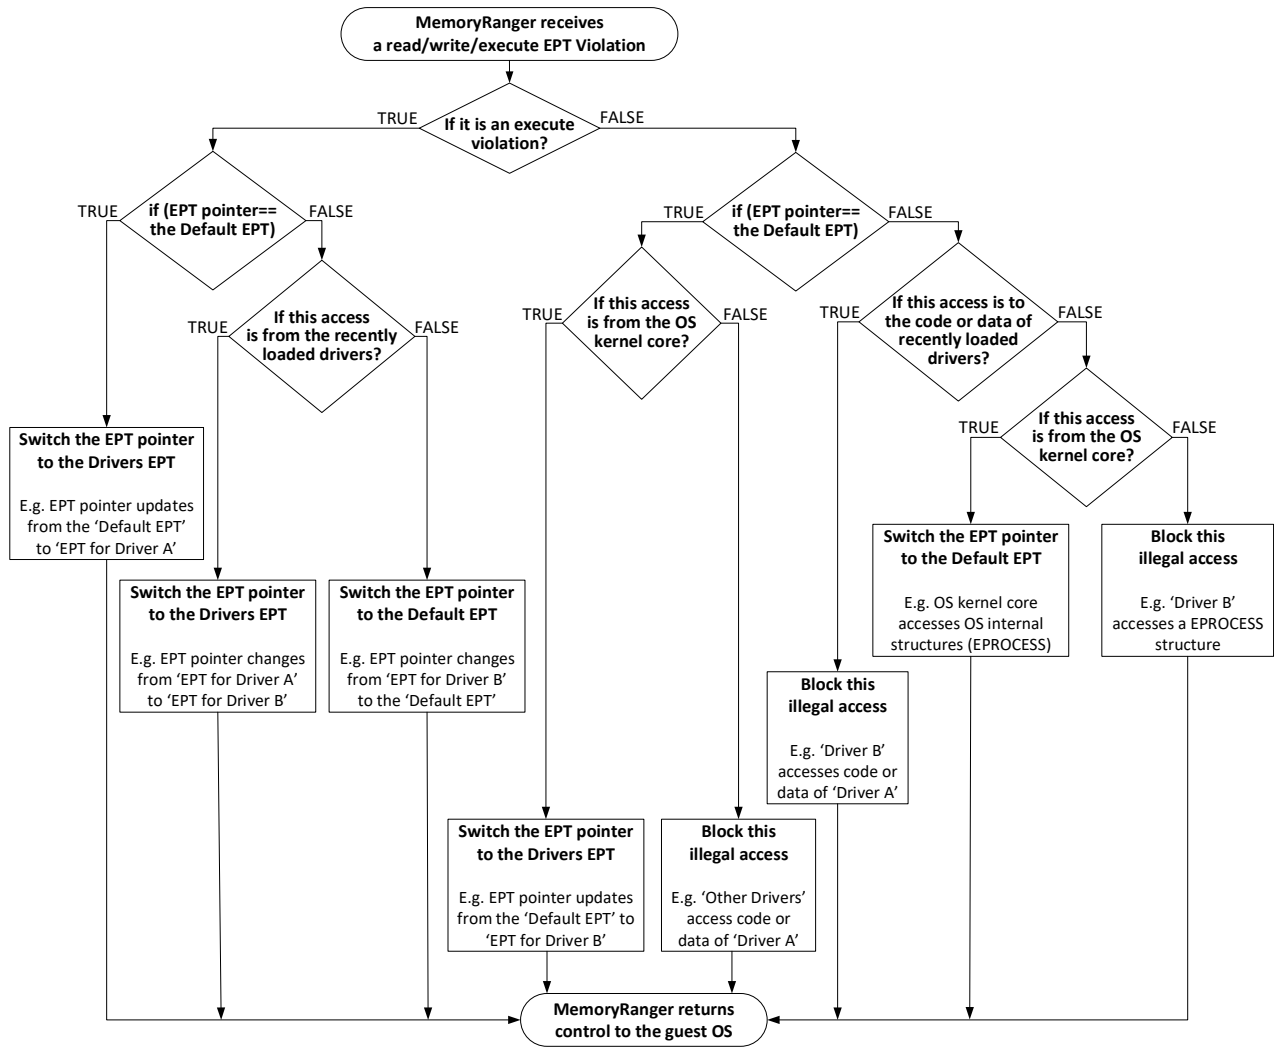 MemoryRanger receives
a read/write/execute EPT Violation
If it is an execute
violation?
TRUE
FALSE
if (EPT pointer==
the Default EPT)
TRUE
FALSE
if (EPT pointer==
the Default EPT)
TRUE
FALSE
If this access
is from the recently
loaded drivers?
TRUE
FALSE
If this access
is from the OS
kernel core?
TRUE
FALSE
If this access is to
the code or data of
recently loaded
drivers?
TRUE
FALSE
If this access
is from the OS
kernel core?
TRUE
FALSE
Switch the EPT pointer
to the Drivers EPT
E.g. EPT pointer updates
from the ‘Default EPT’
to ‘EPT for Driver A’
Switch the EPT pointer
to the Drivers EPT
E.g. EPT pointer changes
from ‘EPT for Driver A’
to ‘EPT for Driver B’
Switch the EPT pointer
to the Default EPT
E.g. EPT pointer changes
from ‘EPT for Driver B’
to the ‘Default EPT’
Switch the EPT pointer
to the Drivers EPT
E.g. EPT pointer updates
from the ‘Default EPT’ to
‘EPT for Driver B’
Block this
illegal access
E.g. ‘Other Drivers’
access code or
data of ‘Driver A’
Block this
illegal access
E.g. ‘Driver B’
accesses code or
data of ‘Driver A’
Switch the EPT pointer
to the Default EPT
E.g. OS kernel core
accesses OS internal
structures (EPROCESS)
Block this
illegal access
E.g. ‘Driver B’
accesses a EPROCESS
structure
MemoryRanger returns
control to the guest OS